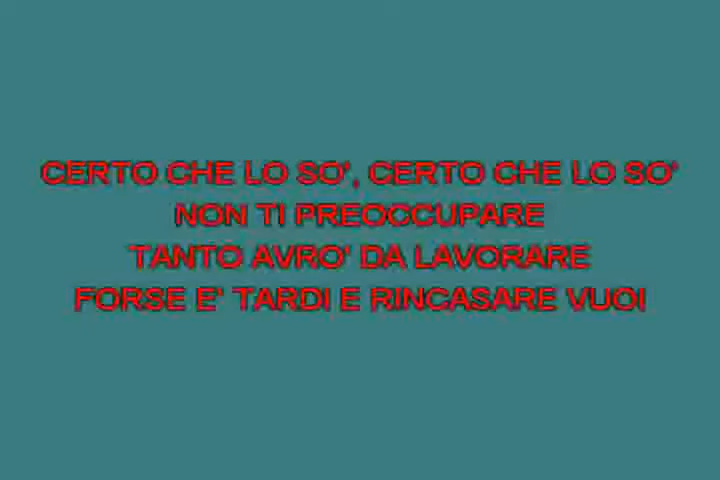 CERTO CHE LO SO', CERTO CHE LO SO'
NON TI PREOCCUPARE
TANTO AVRO' DA LAVORARE
FORSE E' TARDI E RINCASARE VUOI